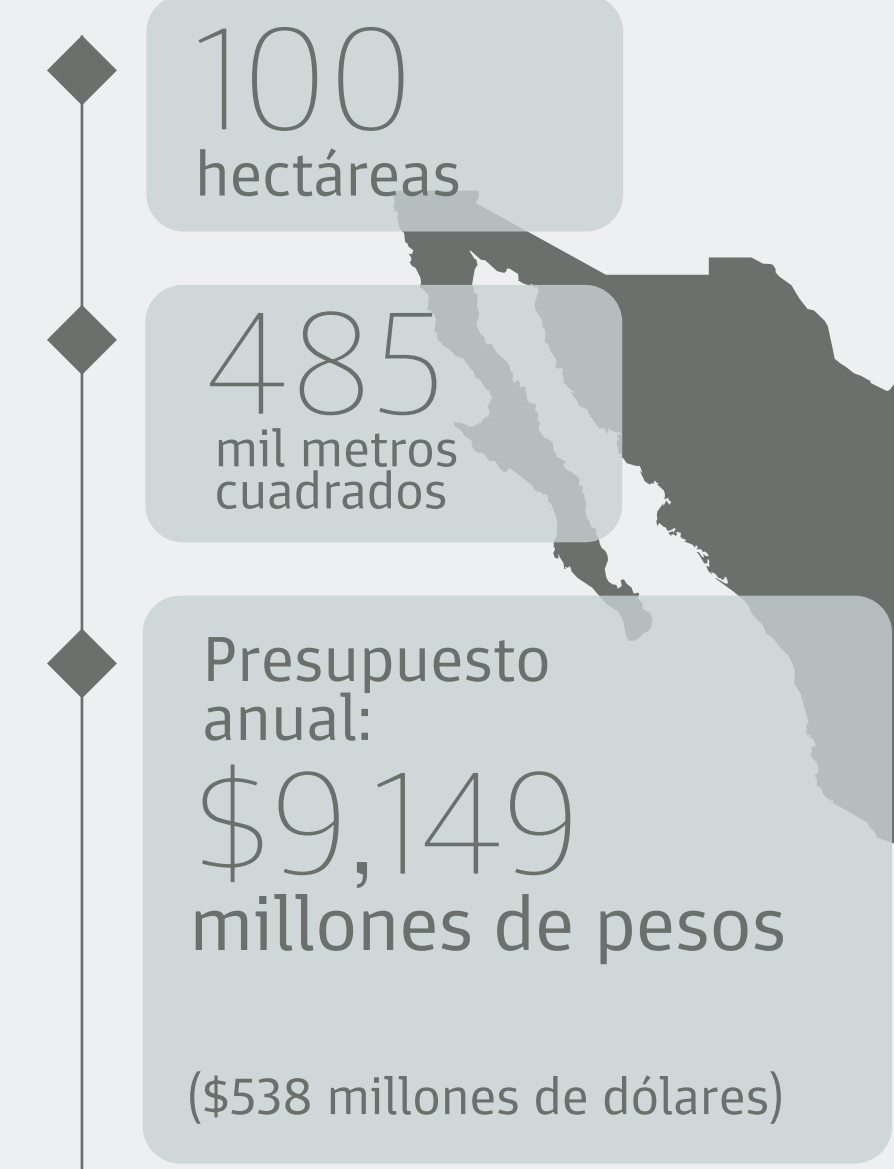 100
hectáreas
485
mil metros
cuadrados
Presupuesto
anual:
$9,149
millones de pesos
($538 millones de dólares)